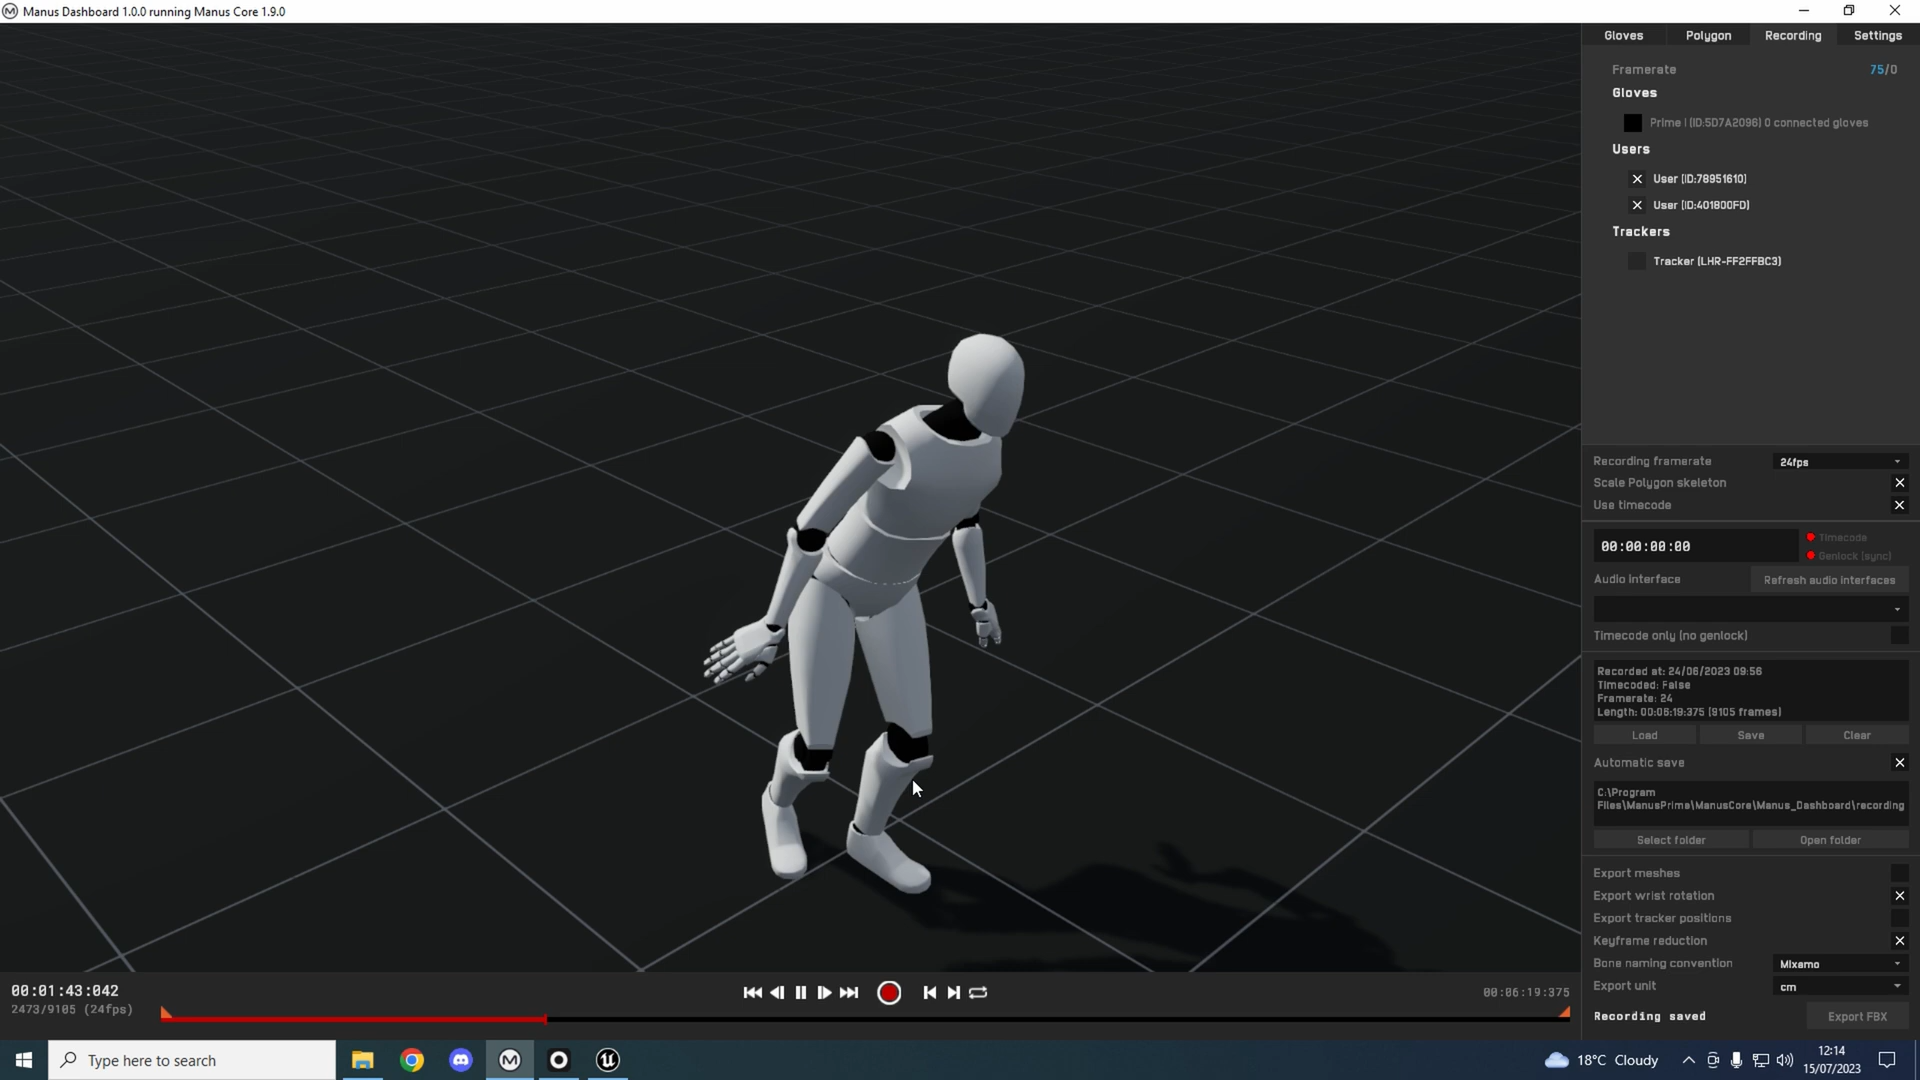 Manus Dashboard 1.0.0 running Manus Core 1.9.0
Gloves Polygon Recording Settings
Framerate 75/0
Gloves
Prime I (ID:5D7A2096) 0 connected gloves
Users
User (ID:78951610)
User (ID:401B00FD)
Trackers
Tracker (LHR-FF2FFBC3)
Recording framerate 24fps
Scale Polygon skeleton
Use timecode
00:00:00:00
Timecode
Genlock (sync)
Audio interface Refresh audio interfaces
Timecode only (no genlock)
Recorded at: 24/06/2023 09:56
Timecoded: False
Framerate: 24
Length: 00:06:19:375 (9105 frames)
Load Save Clear
Automatic save
C:\Program
Files\ManusPrime\ManusCore\Manus_Dashboard\recording
Select folder Open folder
Export meshes
Export wrist rotation
Export tracker positions
Keyframe reduction
Bone naming convention Mixamo
Export unit cm
Recording saved Export FBX
00:01:43:042
2473/9105 (24fps)
00:06:19:375
Type here to search
18°C Cloudy
12:14
15/07/2023